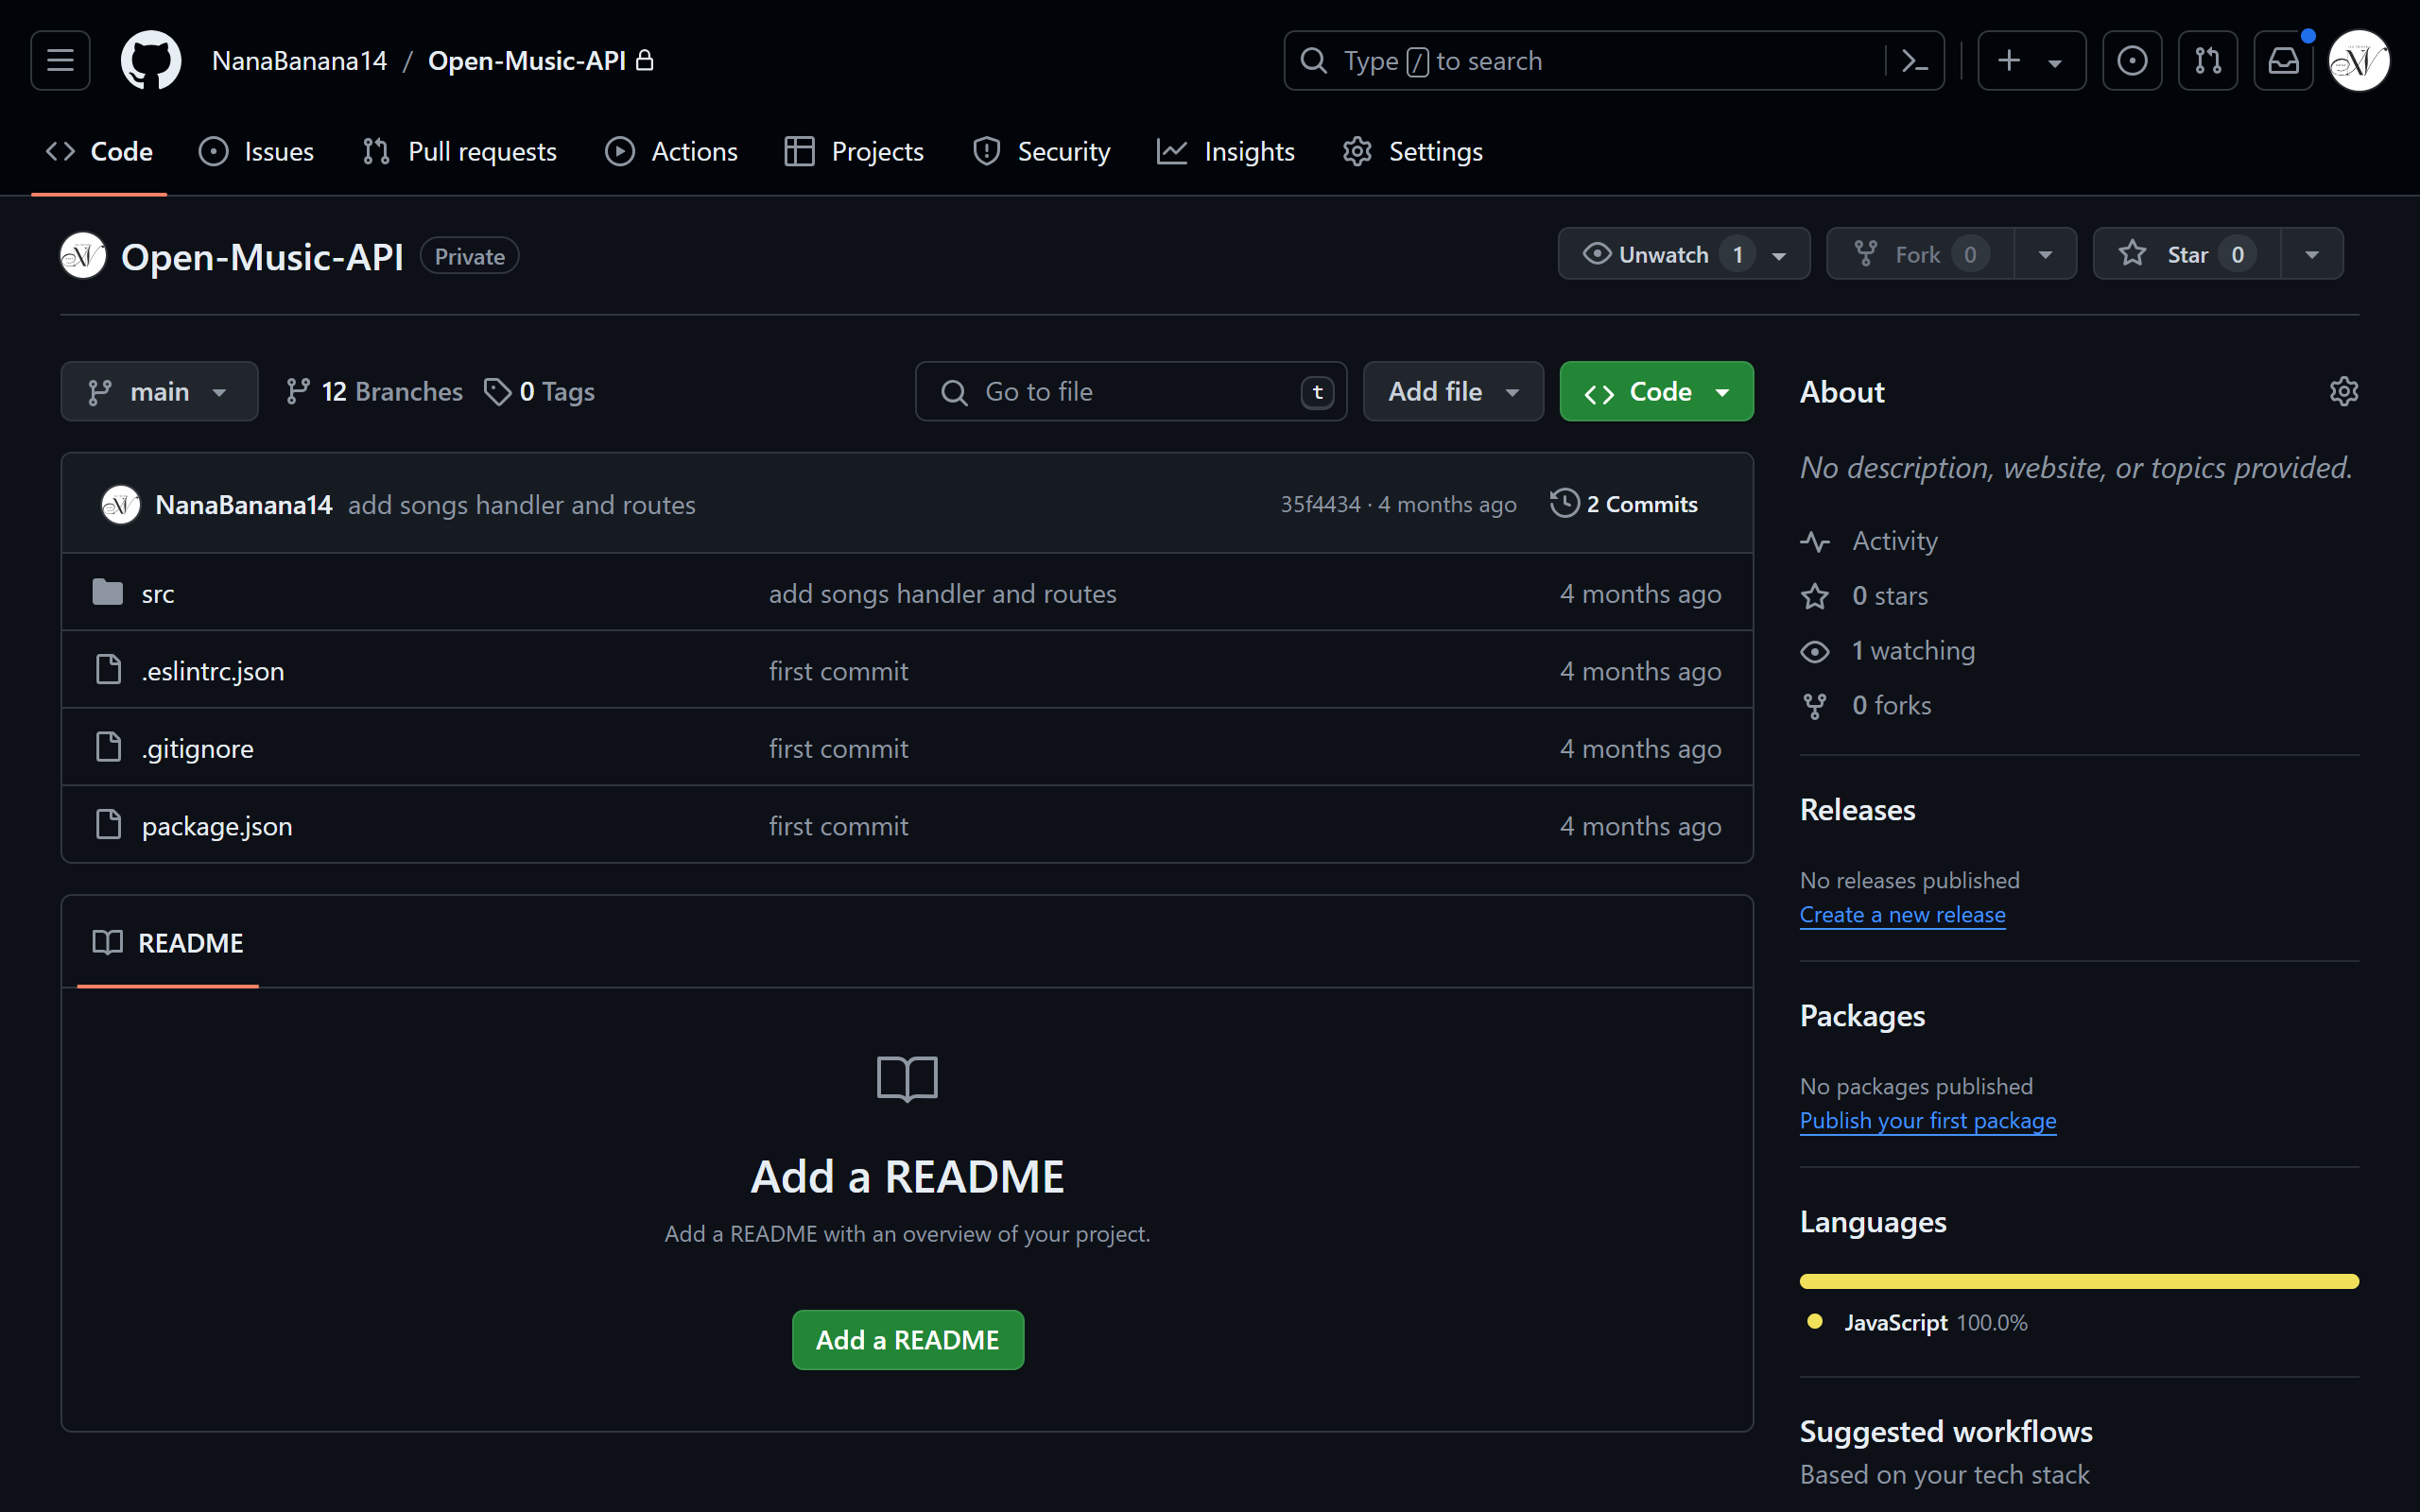 NanaBanana14 / Open-Music-API
Type / to search
Code Issues Pull requests Actions Projects Security Insights Settings
Open-Music-API Private
Unwatch 1 Fork 0 Star 0
main 12 Branches 0 Tags Go to file t Add file Code
NanaBanana14 add songs handler and routes 35f4434 · 4 months ago 2 Commits
src add songs handler and routes 4 months ago
.eslintrc.json first commit 4 months ago
.gitignore first commit 4 months ago
package.json first commit 4 months ago
README
Add a README
Add a README with an overview of your project.
Add a README
About
No description, website, or topics provided.
Activity
0 stars
1 watching
0 forks
Releases
No releases published
Create a new release
Packages
No packages published
Publish your first package
Languages
JavaScript 100.0%
Suggested workflows
Based on your tech stack